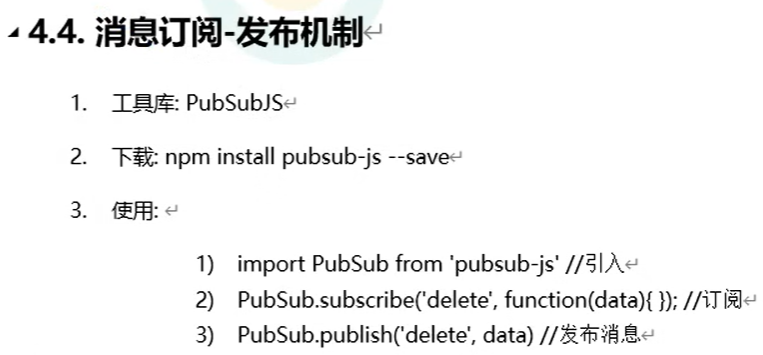 4.4. 消息订阅-发布机制
1. 工具库: PubSubJS
2. 下载: npm install pubsub-js --save
3. 使用:
1) import PubSub from 'pubsub-js' //引入
2) PubSub.subscribe('delete', function(data){ }); //订阅
3) PubSub.publish('delete', data) //发布消息